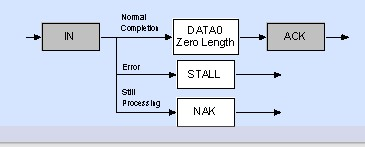 Normal
Completion
IN
DATA0
Zero Length
ACK
Error
STALL
Still
Processing
NAK